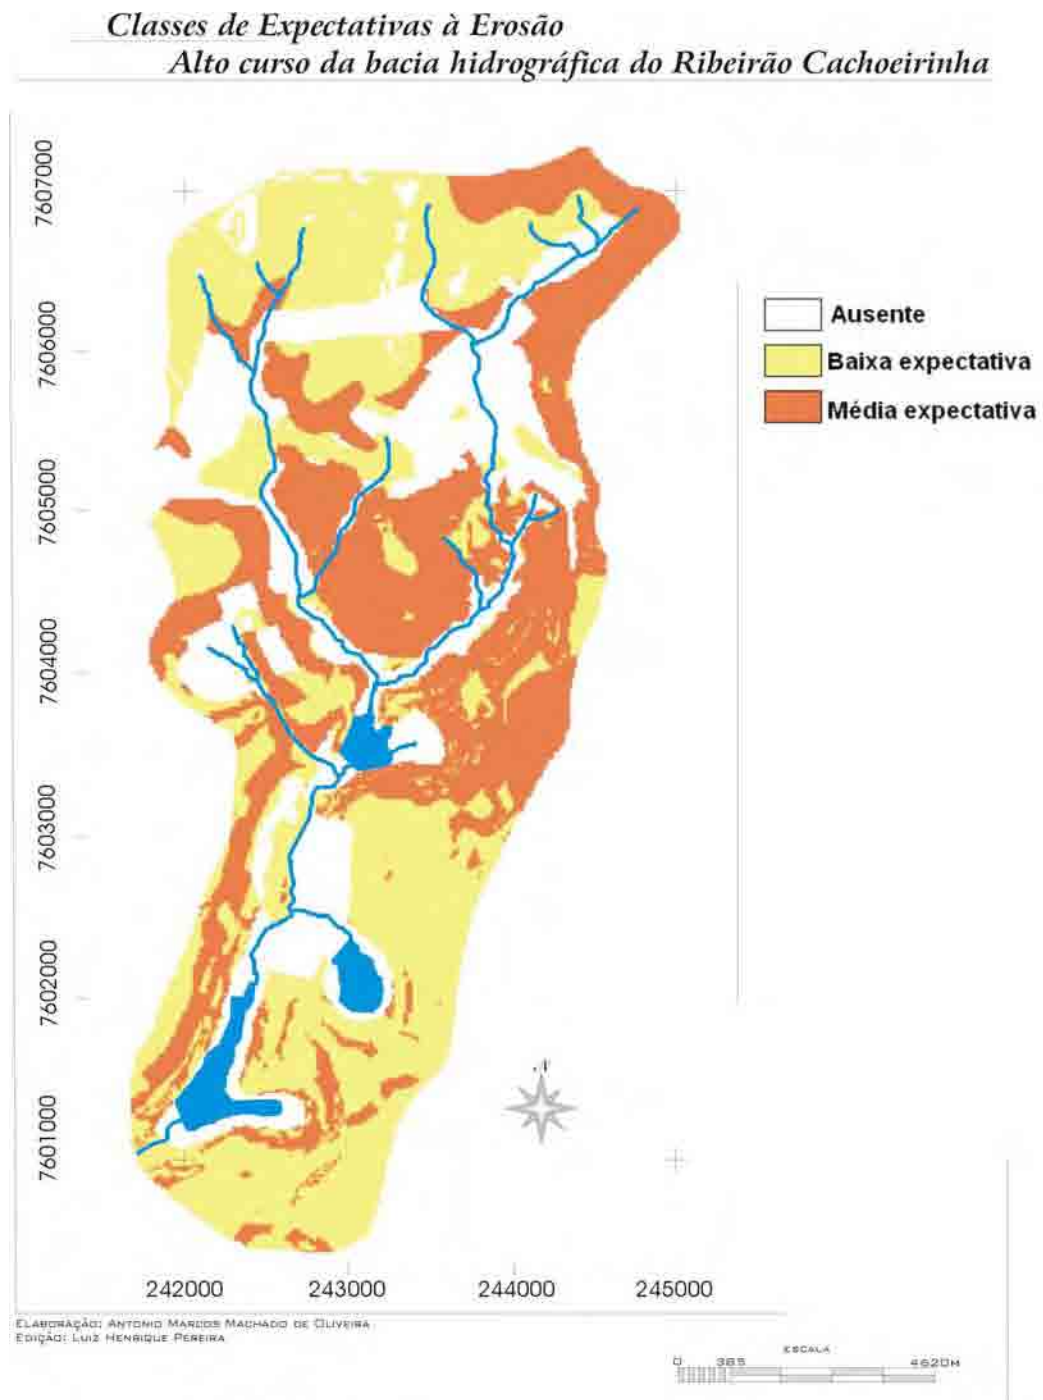 Classes de Expectativas à Erosão
Alto curso da bacia hidrográfica do Ribeirão Cachoeirinha
7607000
7606000
7605000
7604000
7603000
7602000
7601000
Ausente
Baixa expectativa
Média expectativa
N
242000 243000 244000 245000
ELABORAÇÃO: ANTONIO MARCOS MACHADO DE OLIVEIRA
EDIÇÃO: LUIZ HENRIQUE PEREIRA
ESCALA
0 385 4620M